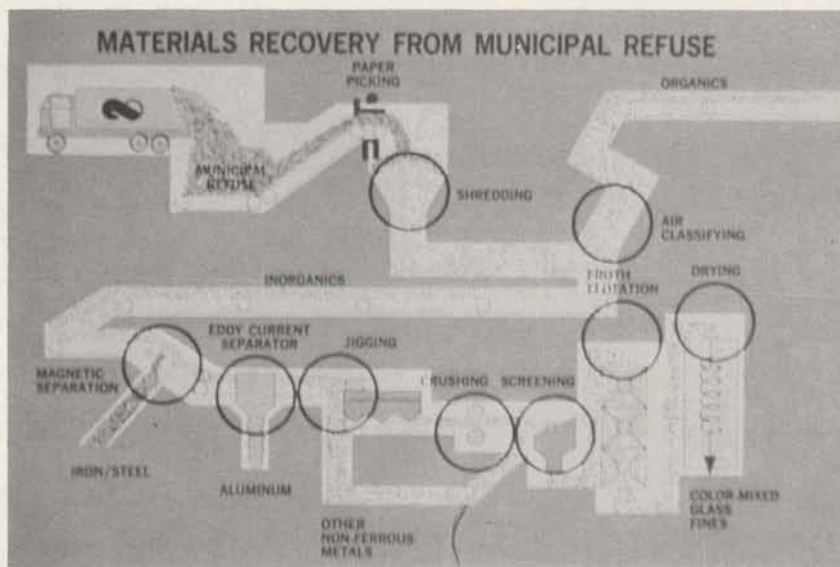 MATERIALS RECOVERY FROM MUNICIPAL REFUSE
PAPER
PICKING
ORGANICS
MUNICIPAL
REFUSE
SHREDDING
AIR
CLASSIFYING
INORGANICS
FROTH
FLOTATION
DRYING
EDDY CURRENT
SEPARATOR
JIGGING
MAGNETIC
SEPARATION
CRUSHING
SCREENING
IRON/STEEL
ALUMINUM
OTHER
NON-FERROUS
METALS
COLOR-MIXED
GLASS
FINES